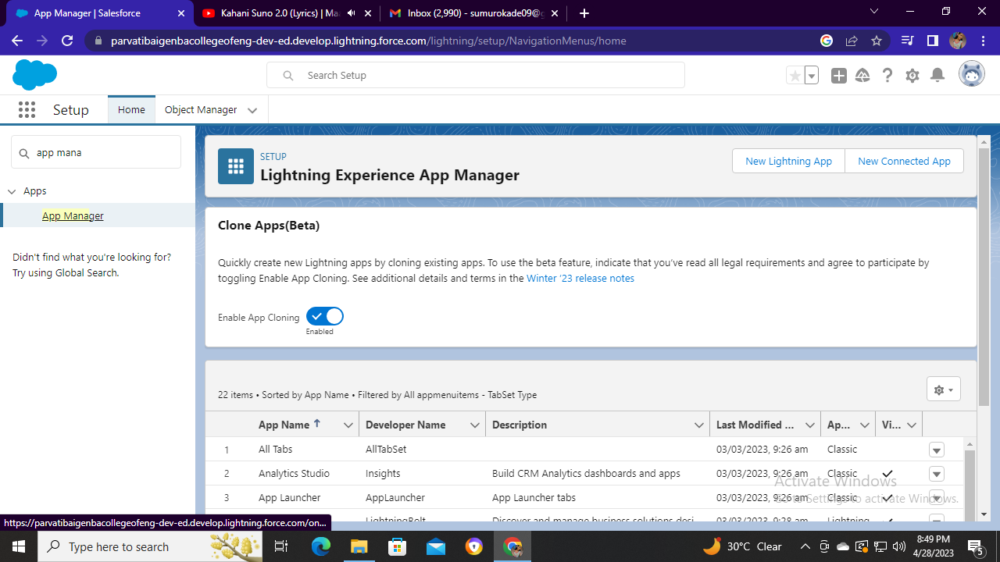 App Manager | Salesforce
Kahani Suno 2.0 (Lyrics) | Ma
Inbox (2,990) - sumurokade09@g
parvatibaigenbacollegeofeng-dev-ed.develop.lightning.force.com/lightning/setup/NavigationMenus/home
Search Setup
Setup
Home
Object Manager
app mana
Apps
App Manager
Didn't find what you're looking for?
Try using Global Search.
SETUP
Lightning Experience App Manager
New Lightning App
New Connected App
Clone Apps(Beta)
Quickly create new Lightning apps by cloning existing apps. To use the beta feature, indicate that you've read all legal requirements and agree to participate by
toggling Enable App Cloning. See additional details and terms in the Winter '23 release notes
Enable App Cloning
Enabled
22 items • Sorted by App Name • Filtered by All appmenuitems - TabSet Type
App Name Developer Name Description Last Modified ... Ap... Vi...
1 All Tabs AllTabSet 03/03/2023, 9:26 am Classic
2 Analytics Studio Insights Build CRM Analytics dashboards and apps 03/03/2023, 9:26 am Classic
3 App Launcher AppLauncher App Launcher tabs 03/03/2023, 9:26 am Classic
LightningBolt Discover and manage business solutions desi... 03/03/2023, 9:28 am Lightning
Activate Windows
Go to Settings to activate Windows.
https://parvatibaigenbacollegeofeng-dev-ed.develop.lightning.force.com/on...
Type here to search
30°C Clear
8:49 PM
4/28/2023
5